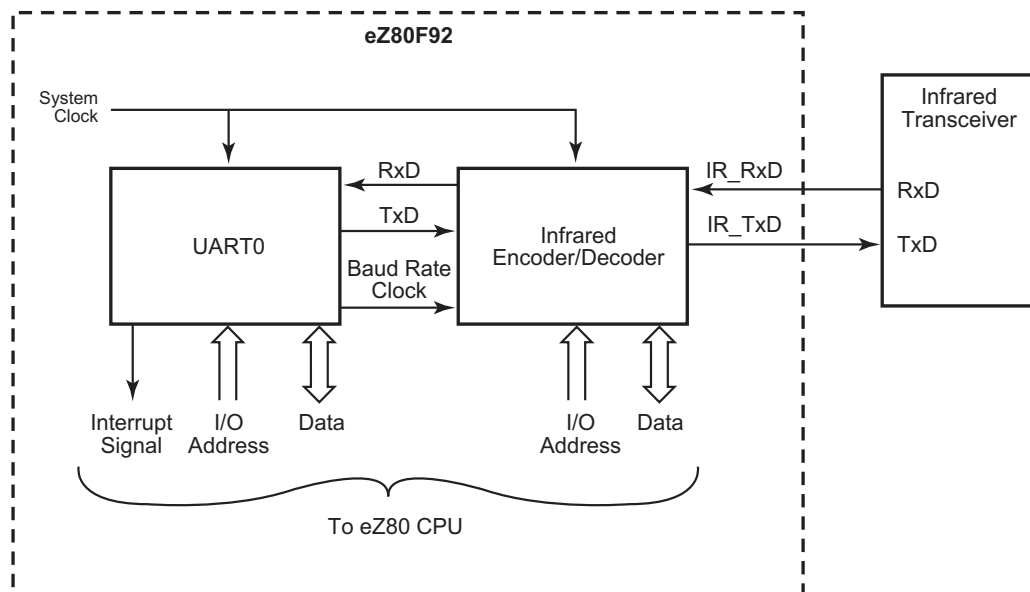 eZ80F92
System
Clock
Infrared
Transceiver
RxD
IR_RxD
RxD
TxD
IR_TxD
TxD
UART0
Infrared
Encoder/Decoder
Baud Rate
Clock
Interrupt
Signal
I/O
Address
Data
I/O
Address
Data
To eZ80 CPU